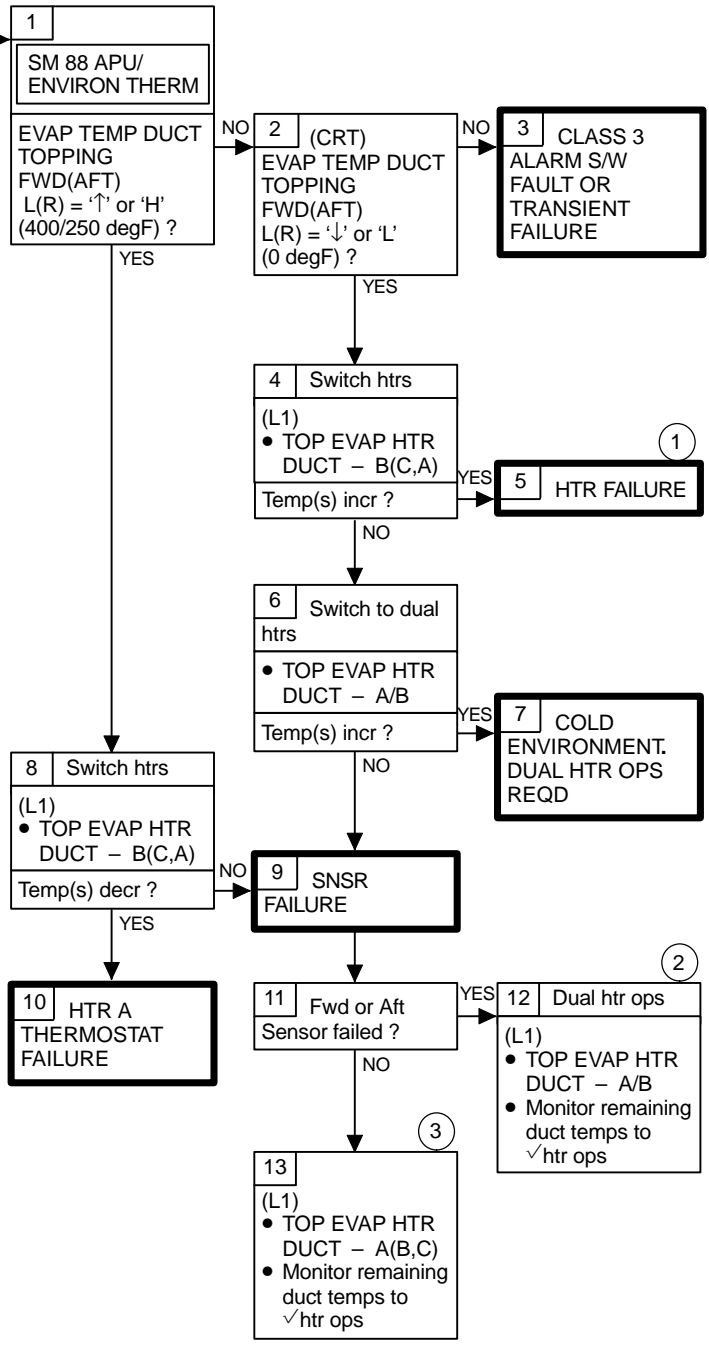 1
SM 88 APU/
ENVIRON THERM
EVAP TEMP DUCT
TOPPING
FWD(AFT)
L(R) = ‘↑’ or ‘H’
(400/250 degF) ?
NO
YES
2 (CRT)
EVAP TEMP DUCT
TOPPING
FWD(AFT)
L(R) = ‘↓’ or ‘L’
(0 degF) ?
NO
YES
3 CLASS 3
ALARM S/W
FAULT OR
TRANSIENT
FAILURE
4 Switch htrs
(L1)
• TOP EVAP HTR
DUCT – B(C,A)
Temp(s) incr ?
YES
NO
1
5 HTR FAILURE
6 Switch to dual
htrs
• TOP EVAP HTR
DUCT – A/B
Temp(s) incr ?
YES
NO
7 COLD
ENVIRONMENT.
DUAL HTR OPS
REQD
8 Switch htrs
(L1)
• TOP EVAP HTR
DUCT – B(C,A)
Temp(s) decr ?
NO
YES
9 SNSR
FAILURE
10 HTR A
THERMOSTAT
FAILURE
11 Fwd or Aft
Sensor failed ?
YES
NO
2
12 Dual htr ops
(L1)
• TOP EVAP HTR
DUCT – A/B
• Monitor remaining
duct temps to
√htr ops
3
13
(L1)
• TOP EVAP HTR
DUCT – A(B,C)
• Monitor remaining
duct temps to
√htr ops